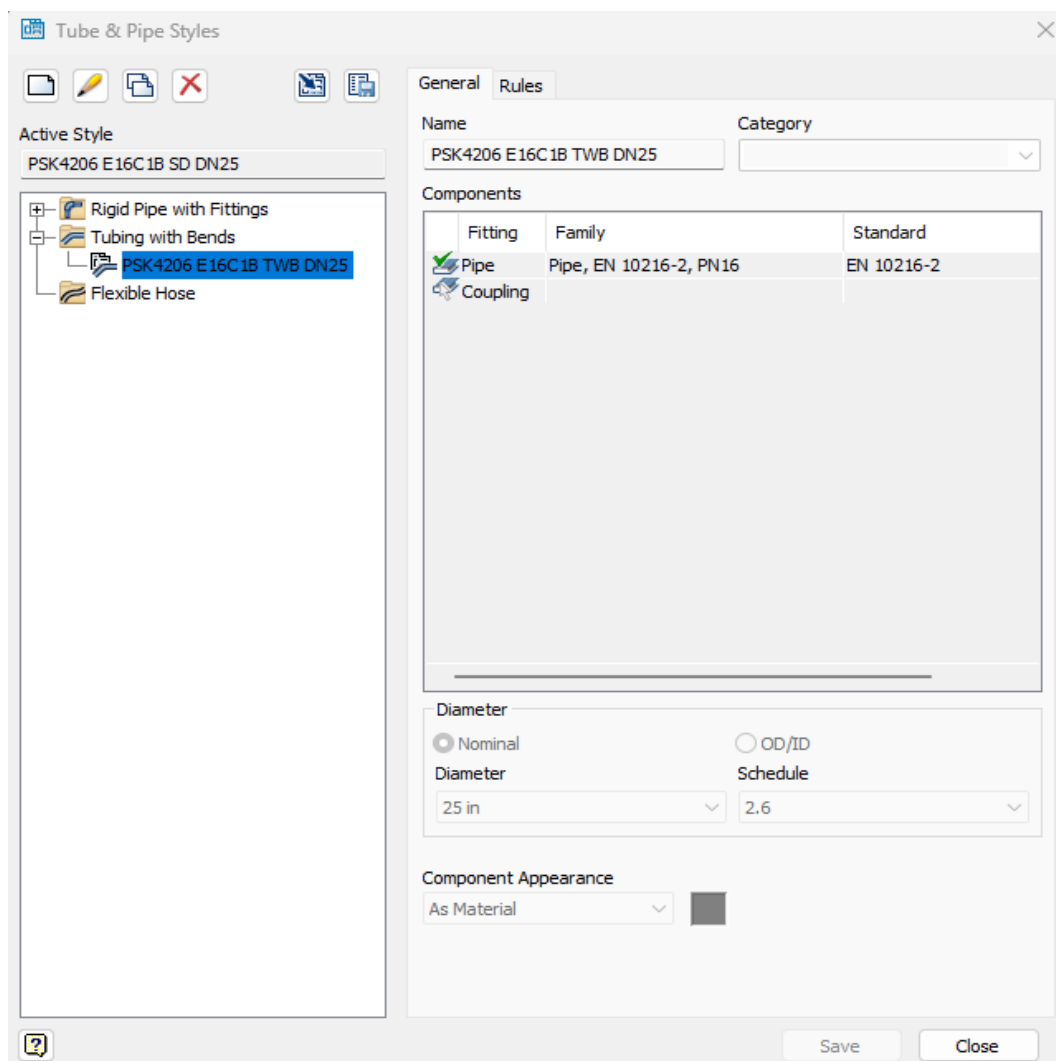 Tube & Pipe Styles
Active Style
PSK4206 E16C1B SD DN25
Rigid Pipe with Fittings
Tubing with Bends
PSK4206 E16C1B TWB DN25
Flexible Hose
General Rules
Name Category
PSK4206 E16C1B TWB DN25
Components
Fitting Family Standard
Pipe Pipe, EN 10216-2, PN16 EN 10216-2
Coupling
Diameter
Nominal OD/ID
Diameter Schedule
25 in 2.6
Component Appearance
As Material
Save Close